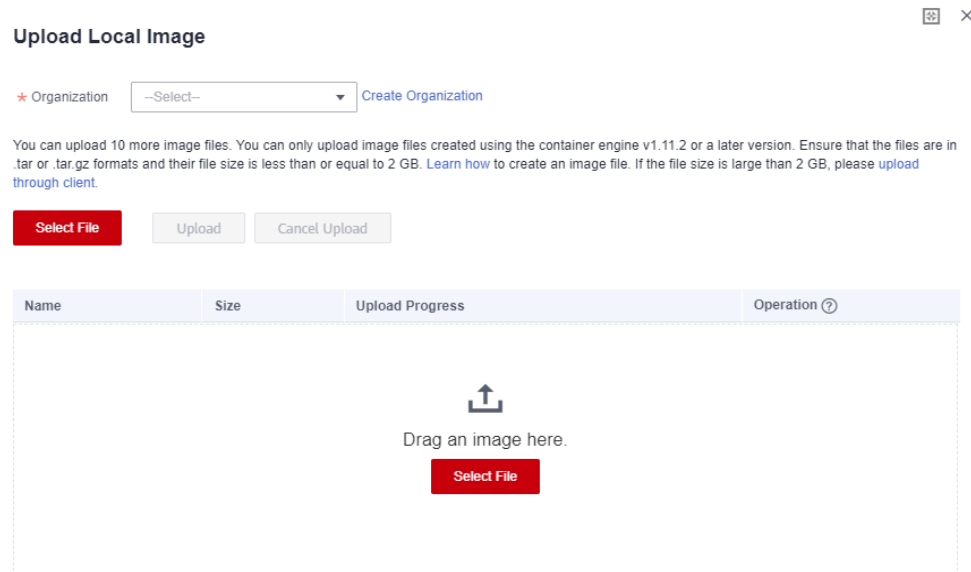 Upload Local Image
* Organization --Select-- Create Organization
You can upload 10 more image files. You can only upload image files created using the container engine v1.11.2 or a later version. Ensure that the files are in
.tar or .tar.gz formats and their file size is less than or equal to 2 GB. Learn how to create an image file. If the file size is large than 2 GB, please upload
through client.
Select File Upload Cancel Upload
Name Size Upload Progress Operation ?
Drag an image here.
Select File